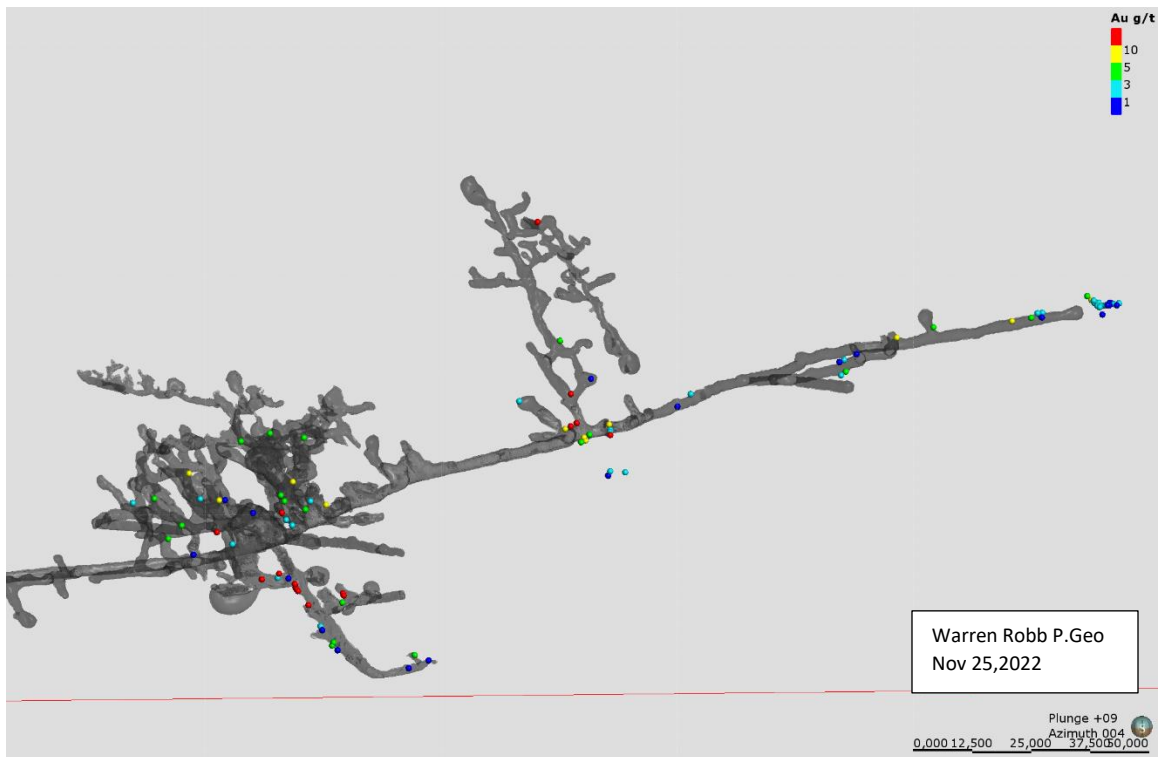 Au g/t
10
5
3
1
Warren Robb P.Geo
Nov 25,2022
Plunge +09
Azimuth 004
0,000 12,500 25,000 37,500 50,000